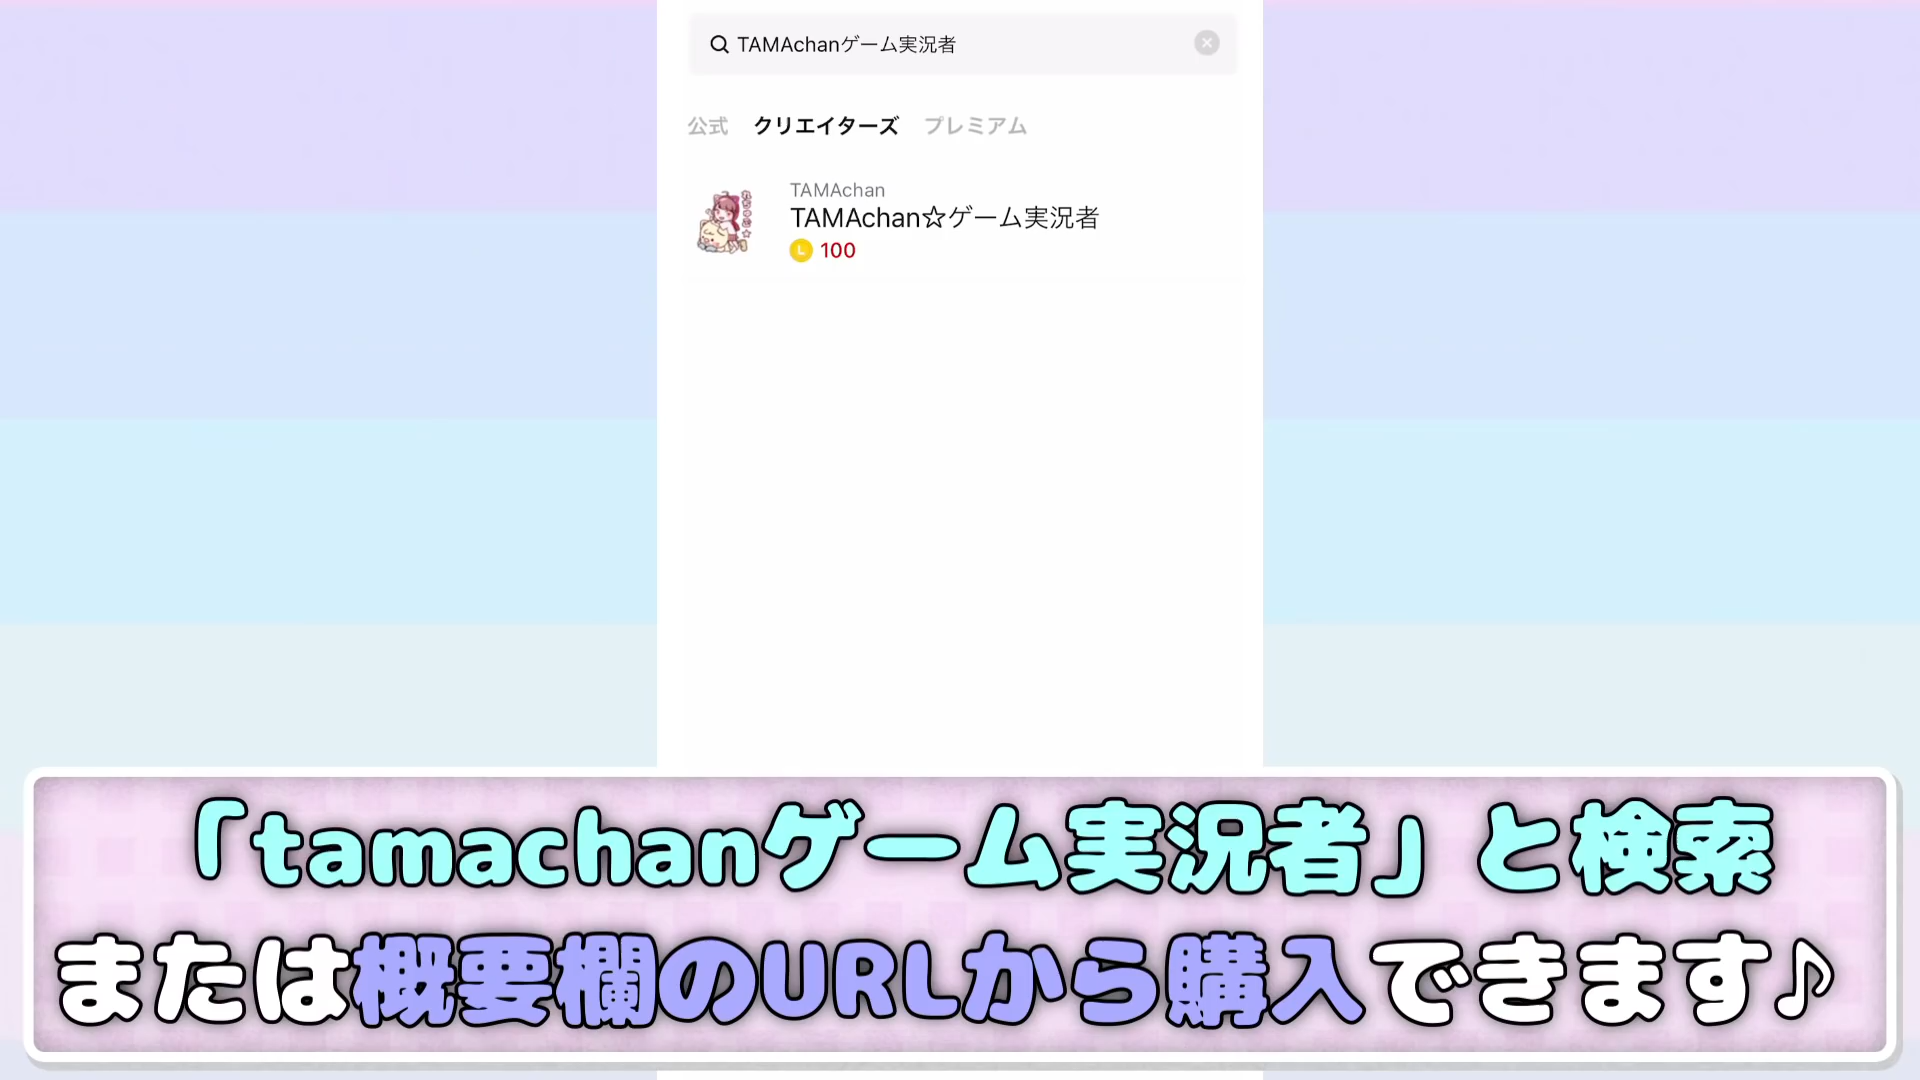 TAMAchanゲーム実況者
公式 クリエイターズ プレミアム
TAMAchan
TAMAchan☆ゲーム実況者
L 100
「tamachanゲーム実況者」と検索
または概要欄のURLから購入できます♪